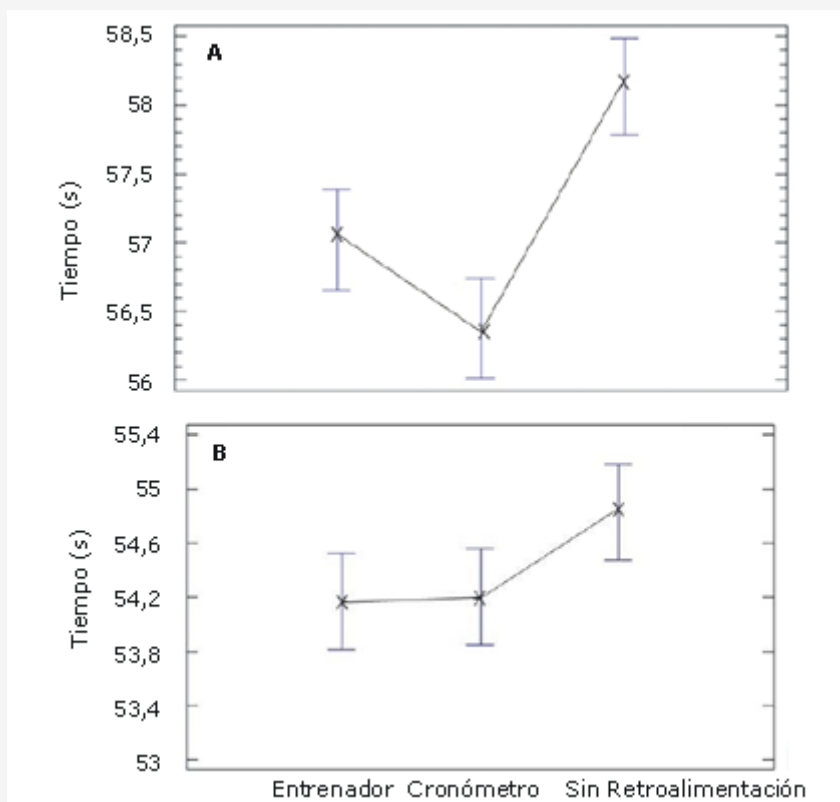 A
Tiempo (s)
58,5
58
57,5
57
56,5
56
B
Tiempo (s)
55,4
55
54,6
54,2
53,8
53,4
53
Entrenador Cronómetro Sin Retroalimentación